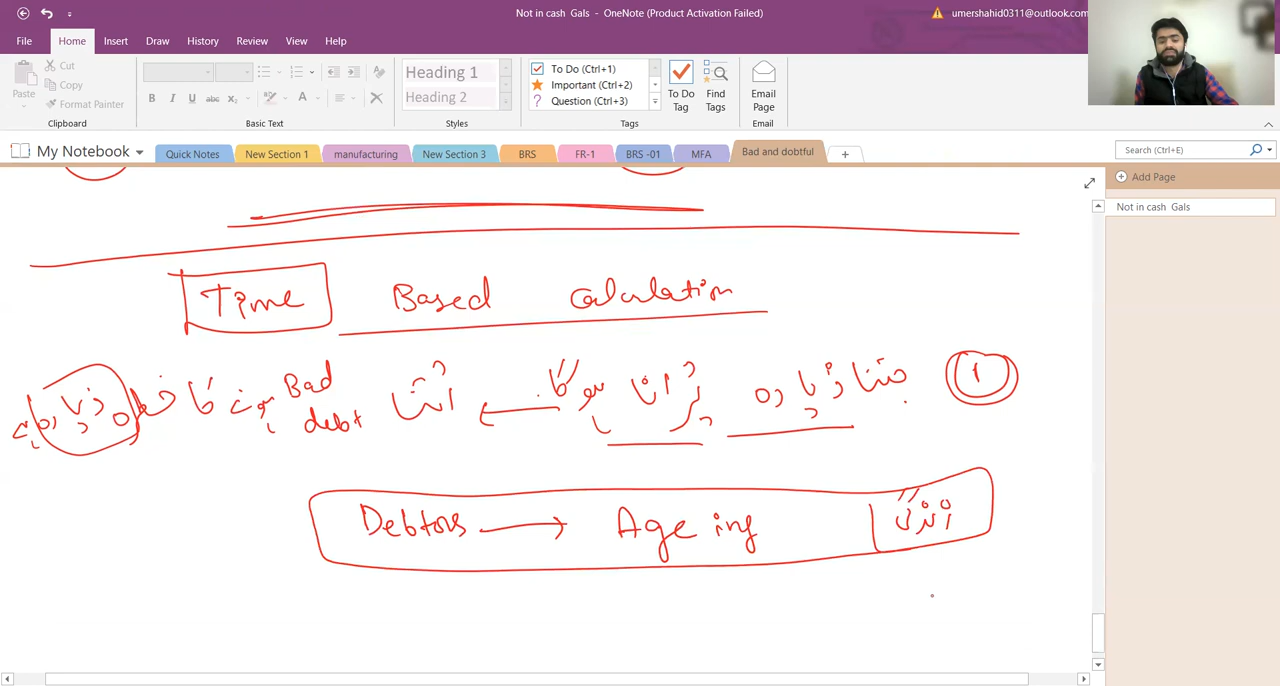 Not in cash Gals - OneNote (Product Activation Failed)
umershahid0311@outlook.com
File Home Insert Draw History Review View Help
Paste
Cut
Copy
Format Painter
Clipboard
B I U abc X₂ A
Basic Text
Heading 1
Heading 2
Styles
To Do (Ctrl+1)
Important (Ctrl+2)
Question (Ctrl+3)
Tags
To Do Tag
Find Tags
Email Page
Email
My Notebook
Quick Notes New Section 1 manufacturing New Section 3 BRS FR-1 BRS -01 MFA Bad and dobtful
Search (Ctrl+E)
Add Page
Not in cash Gals
Time Based Calculation
① جتنا زیادہ پرانا ہوگا اتنا Bad debt ہونے کا خطرہ زیادہ ہے
Debtors → Ageing